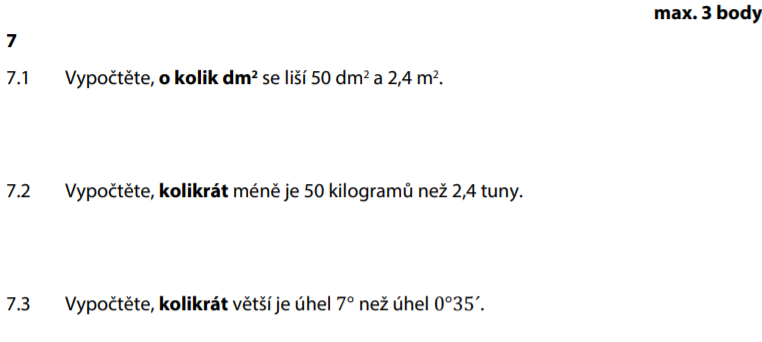 max. 3 body
7
7.1 Vypočtěte, o kolik dm² se liší 50 dm² a 2,4 m².
7.2 Vypočtěte, kolikrát méně je 50 kilogramů než 2,4 tuny.
7.3 Vypočtěte, kolikrát větší je úhel 7° než úhel 0°35´.